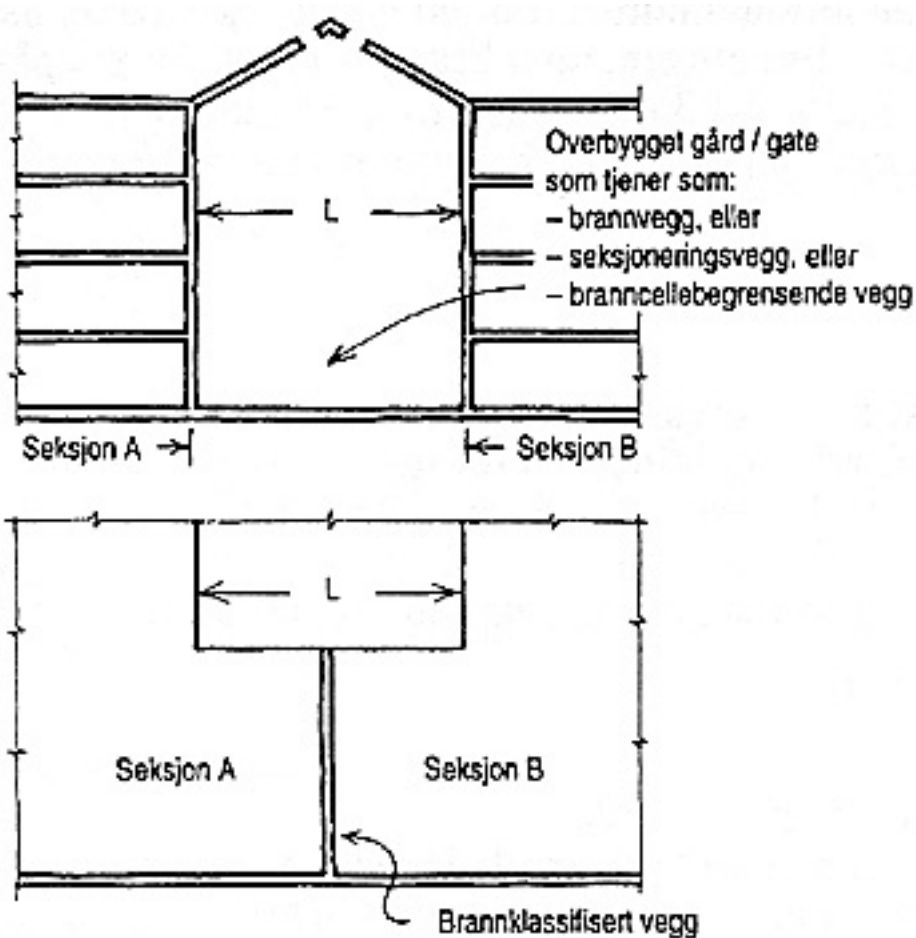 Overbygget gård / gate
som tjener som:
L
– brannvegg, eller
– seksjoneringsvegg, eller
– branncellebegrensende vegg
Seksjon A
Seksjon B
L
Seksjon A
Seksjon B
Brannklassifisert vegg